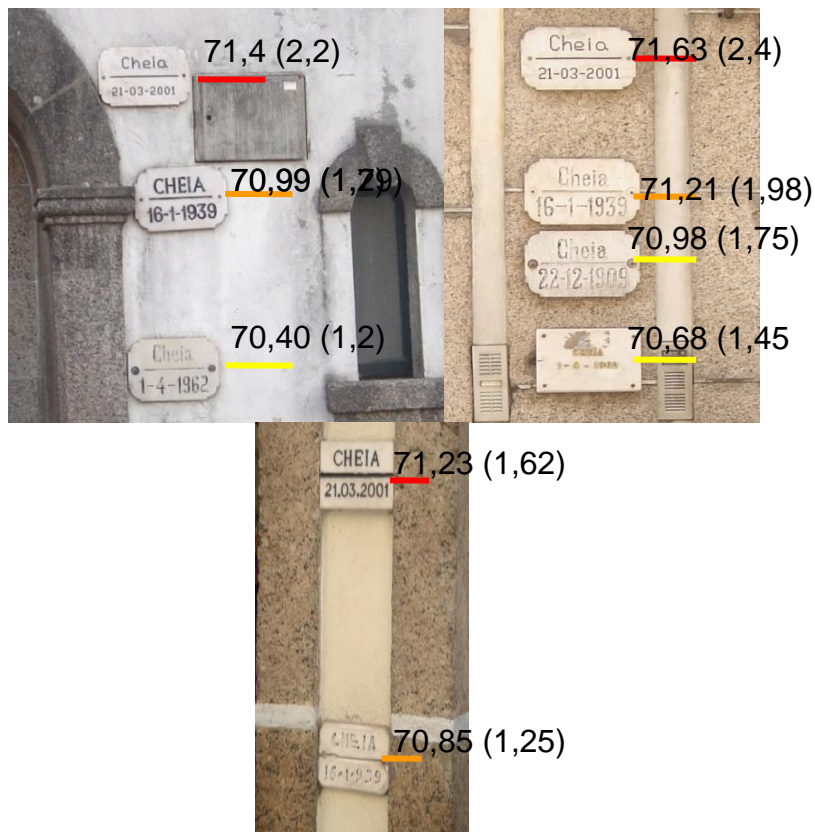 Cheia
21-03-2001
71,4 (2,2)
CHEIA
16-1-1939
70,99
Cheia
1-4-1962
70,40 (1,2)
Cheia
21-03-2001
71,63 (2,4)
Cheia
16-1-1939
71,21 (1,98)
Cheia
22-12-1909
70,98 (1,75)
CHEIA
70,68 (1,45
CHEIA
21.03.2001
71,23 (1,62)
CHEIA
16-1-1939
70,85 (1,25)